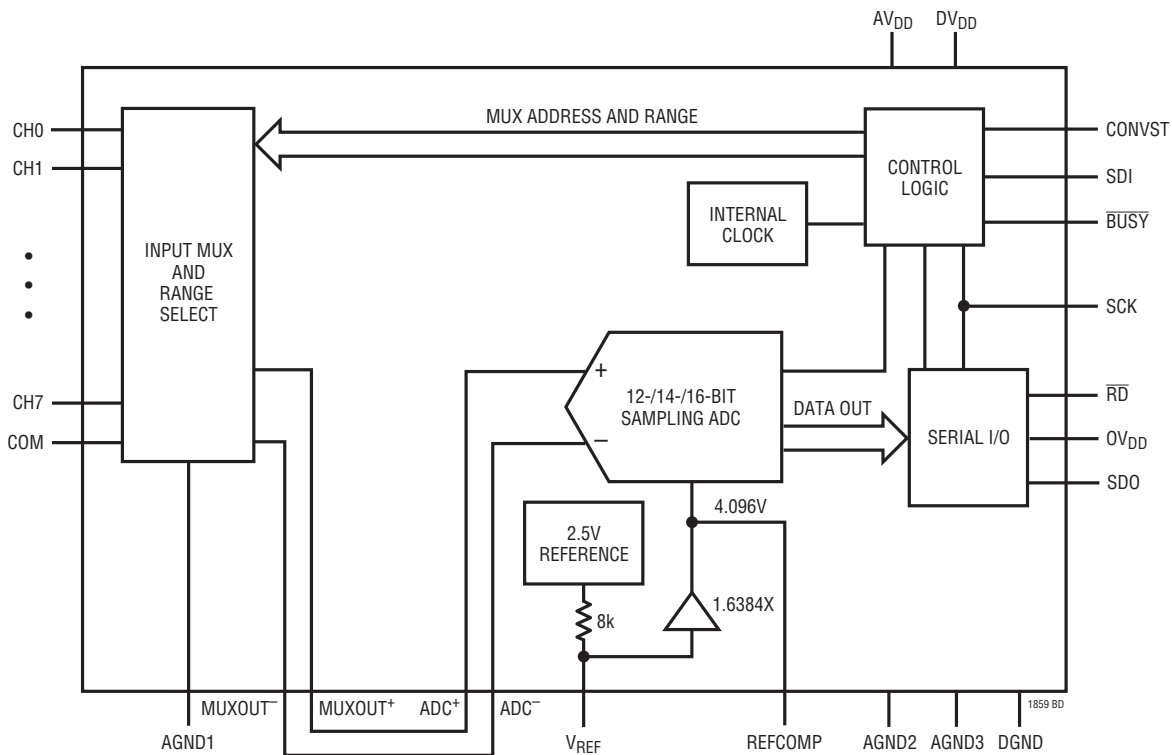 AVDD DVDD
CH0
CH1
CH7
COM
INPUT MUX
AND
RANGE
SELECT
MUX ADDRESS AND RANGE
INTERNAL
CLOCK
CONTROL
LOGIC
CONVST
SDI
BUSY
SCK
+
−
12-/14-/16-BIT
SAMPLING ADC
DATA OUT
SERIAL I/O
RD
OVDD
SDO
2.5V
REFERENCE
8k
4.096V
1.6384X
MUXOUT− MUXOUT+ ADC+ ADC−
1859 BD
AGND1 VREF REFCOMP AGND2 AGND3 DGND